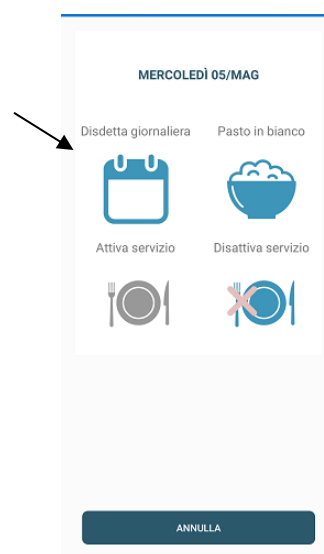 MERCOLEDÌ 05/MAG
Disdetta giornaliera
Pasto in bianco
Attiva servizio
Disattiva servizio
ANNULLA